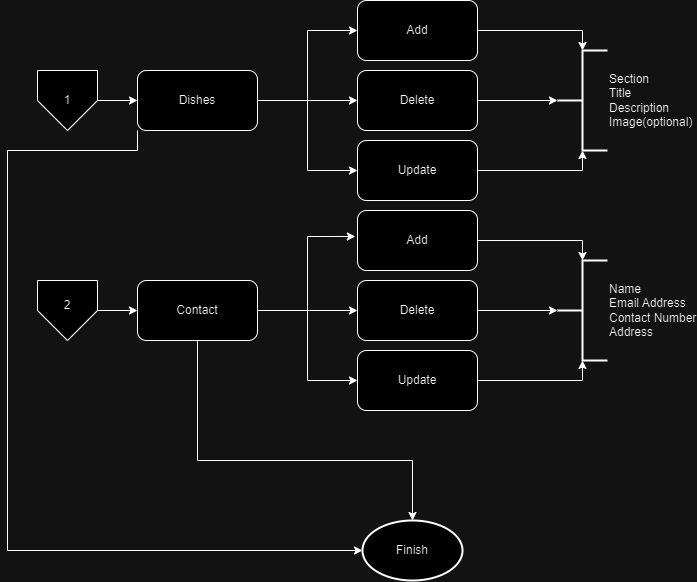 Add
1
Dishes
Delete
Section
Title
Description
Image(optional)
Update
Add
2
Contact
Delete
Name
Email Address
Contact Number
Address
Update
Finish